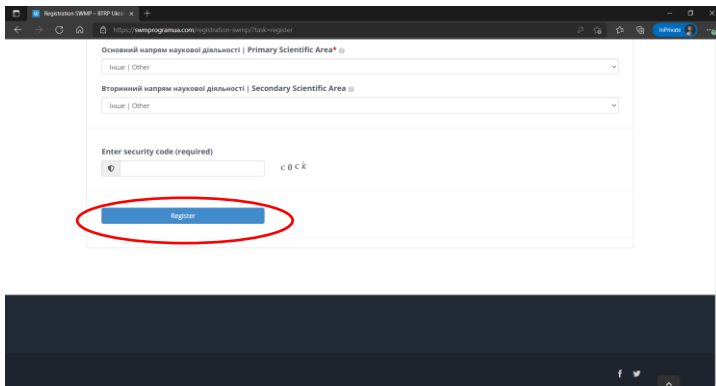 Registration SWMP - BTRP Ukra
https://swmprogramua.com/registration-swmp/?task=register
InPrivate
Основний напрям наукової діяльності | Primary Scientific Area*
Інше | Other
Вторинний напрям наукової діяльності | Secondary Scientific Area
Інше | Other
Enter security code (required)
c0ck
Register